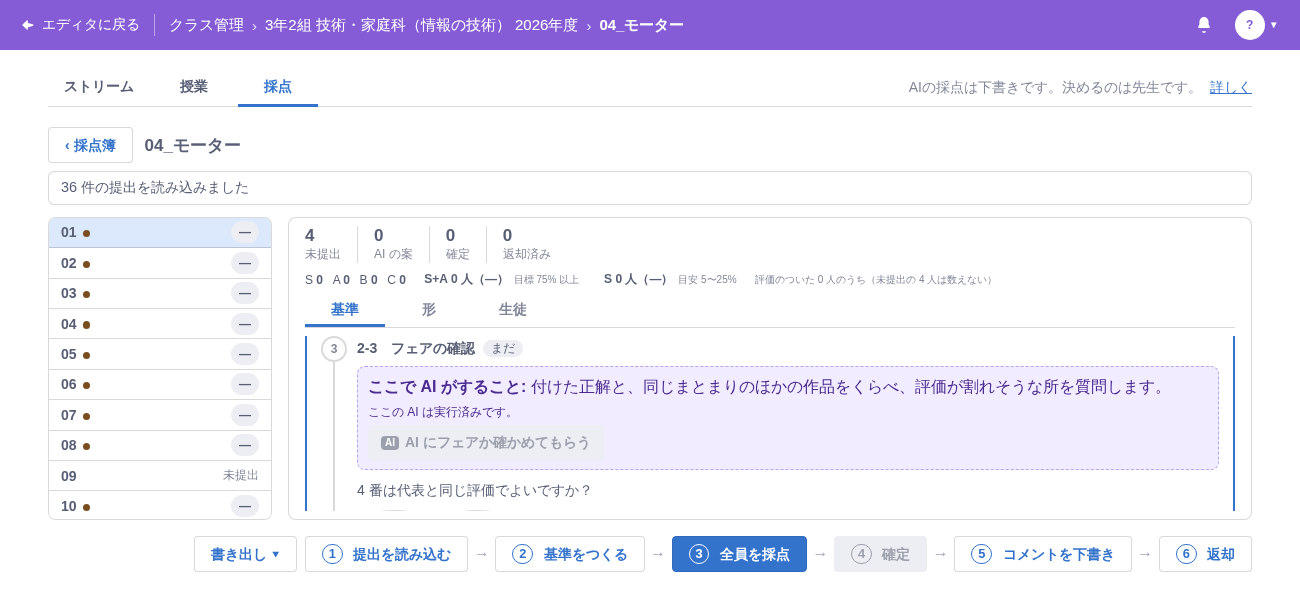 エディタに戻る クラス管理 › 3年2組 技術・家庭科（情報の技術） 2026年度 › 04_モーター ? ▼
ストリーム 授業 採点 AIの採点は下書きです。決めるのは先生です。 詳しく
‹ 採点簿 04_モーター
36 件の提出を読み込みました
01 —
02 —
03 —
04 —
05 —
06 —
07 —
08 —
09 未提出
10 —
4 0 0 0
未提出 AI の案 確定 返却済み
S 0 A 0 B 0 C 0 S+A 0 人（—） 目標 75% 以上 S 0 人（—） 目安 5〜25% 評価のついた 0 人のうち（未提出の 4 人は数えない）
基準 形 生徒
3 2-3 フェアの確認 まだ
ここで AI がすること: 付けた正解と、同じまとまりのほかの作品をくらべ、評価が割れそうな所を質問します。
ここの AI は実行済みです。
AI AI にフェアか確かめてもらう
4 番は代表と同じ評価でよいですか？
書き出し ▼ 1 提出を読み込む → 2 基準をつくる → 3 全員を採点 → 4 確定 → 5 コメントを下書き → 6 返却